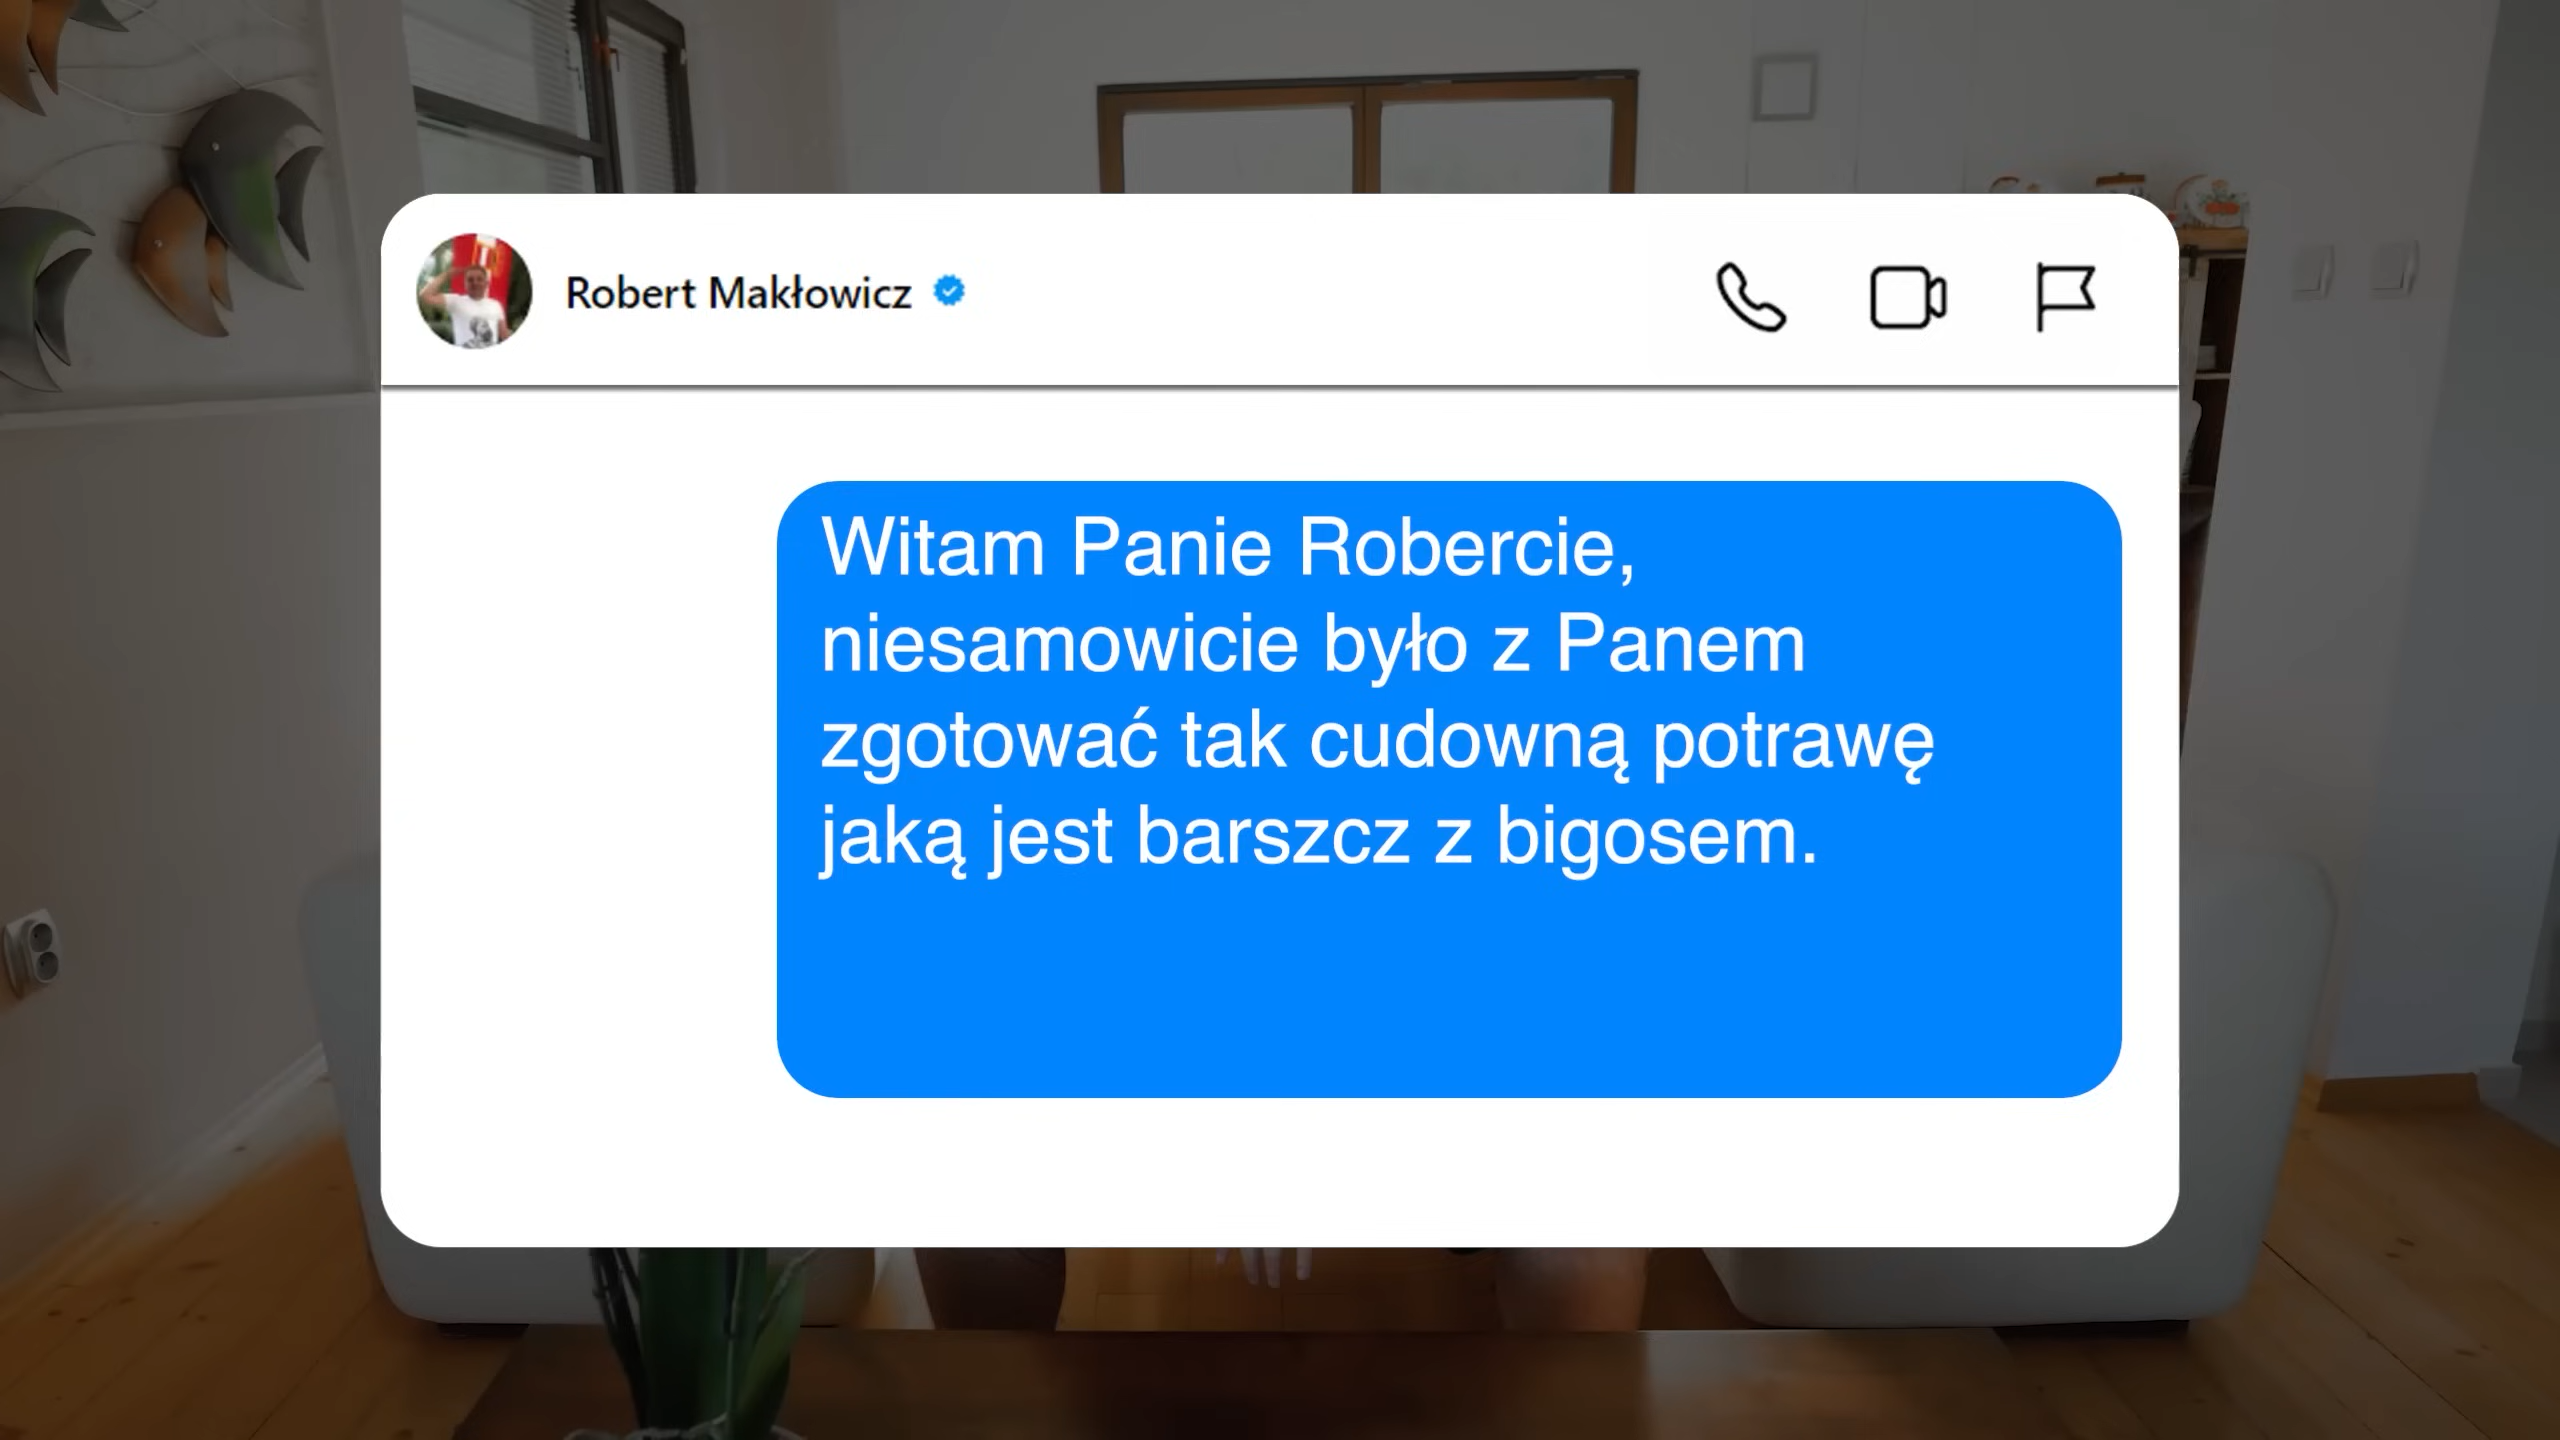 Robert Makłowicz
Witam Panie Robercie,
niesamowicie było z Panem
zgotować tak cudowną potrawę
jaką jest barszcz z bigosem.